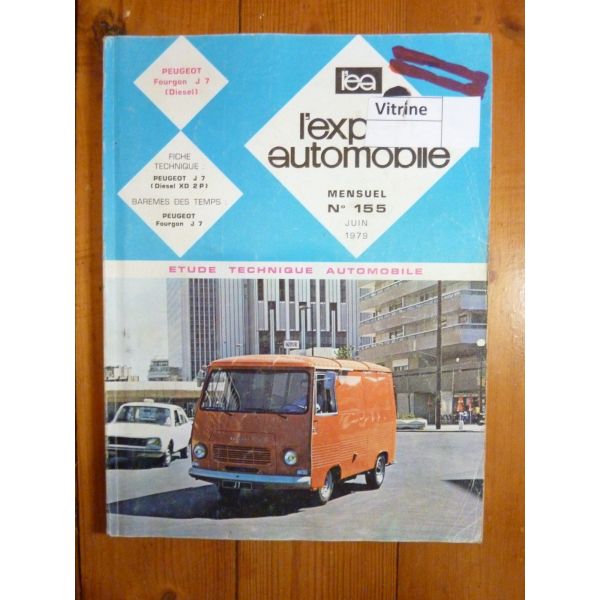 PEUGEOT
Fourgon J 7
(Diesel)
l'ea
Vitrine
l'exp
automobile
FICHE
TECHNIQUE :
PEUGEOT J 7
(Diesel XD 2 P)
BAREMES DES TEMPS :
PEUGEOT
Fourgon J 7
MENSUEL
N° 155
JUIN
1979
ETUDE TECHNIQUE AUTOMOBILE